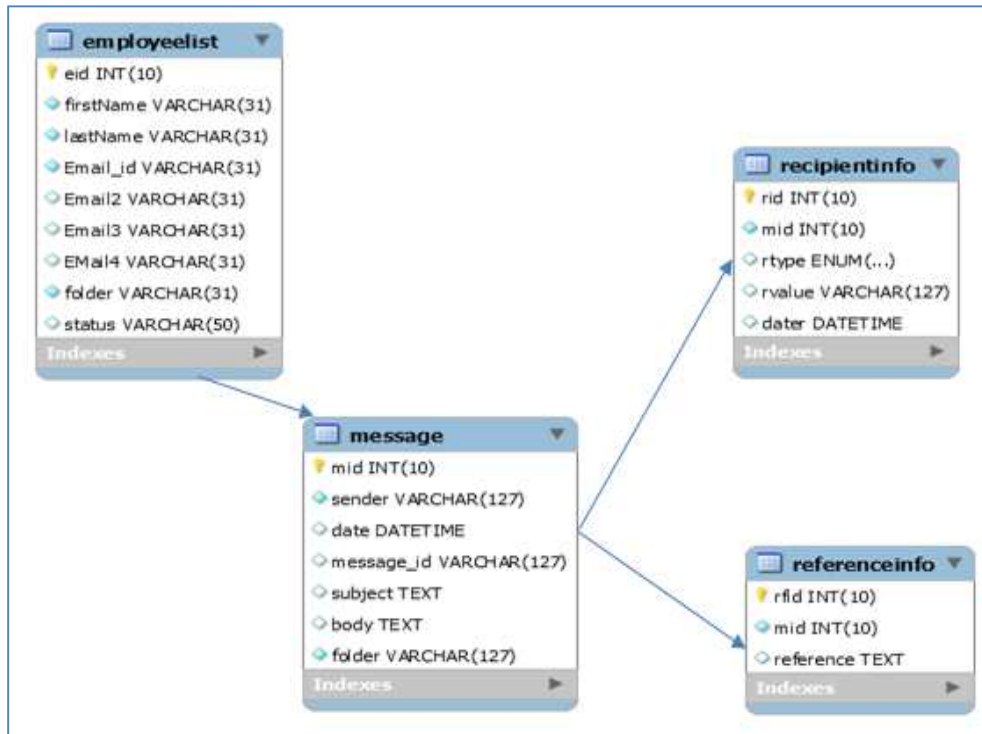 employeelist
eid INT(10)
firstName VARCHAR(31)
lastName VARCHAR(31)
Email_id VARCHAR(31)
Email2 VARCHAR(31)
Email3 VARCHAR(31)
EMail4 VARCHAR(31)
folder VARCHAR(31)
status VARCHAR(50)
Indexes
recipientinfo
rid INT(10)
mid INT(10)
rtype ENUM(...)
rvalue VARCHAR(127)
dater DATETIME
Indexes
message
mid INT(10)
sender VARCHAR(127)
date DATETIME
message_id VARCHAR(127)
subject TEXT
body TEXT
folder VARCHAR(127)
Indexes
referenceinfo
rfid INT(10)
mid INT(10)
reference TEXT
Indexes